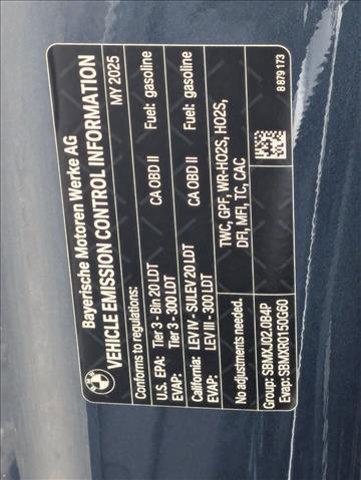 BMW
Bayerische Motoren Werke AG
VEHICLE EMISSION CONTROL INFORMATION
MY 2025
Conforms to regulations:
U.S. EPA: Tier 3 - Bin 20 LDT CA OBD II Fuel: gasoline
EVAP: Tier 3 - 300 LDT
California: LEV IV - SULEV 20 LDT CA OBD II Fuel: gasoline
EVAP: LEV III - 300 LDT
No adjustments needed. TWC, GPF, WR-HO2S, HO2S,
DFI, MFI, TC, CAC
Group: SBMXJ02.0B4P
Evap: SBMXR0150G60
8 879 173